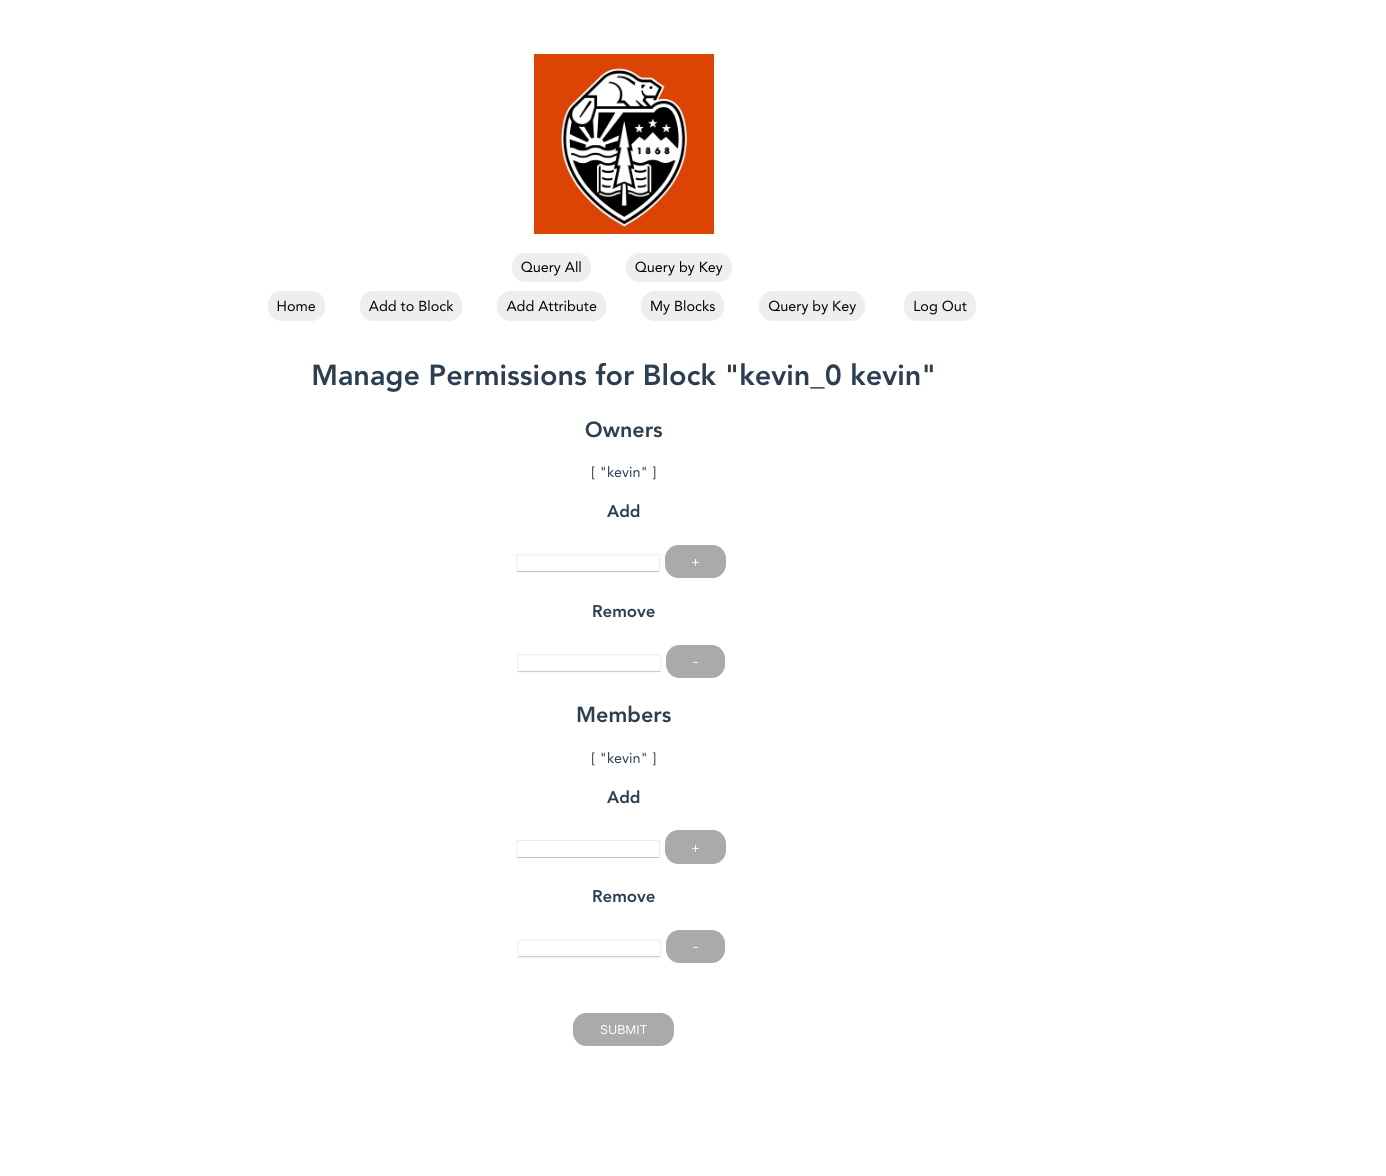 1868
Query All Query by Key
Home Add to Block Add Attribute My Blocks Query by Key Log Out
Manage Permissions for Block "kevin_0 kevin"
Owners
[ "kevin" ]
Add
+
Remove
-
Members
[ "kevin" ]
Add
+
Remove
-
SUBMIT